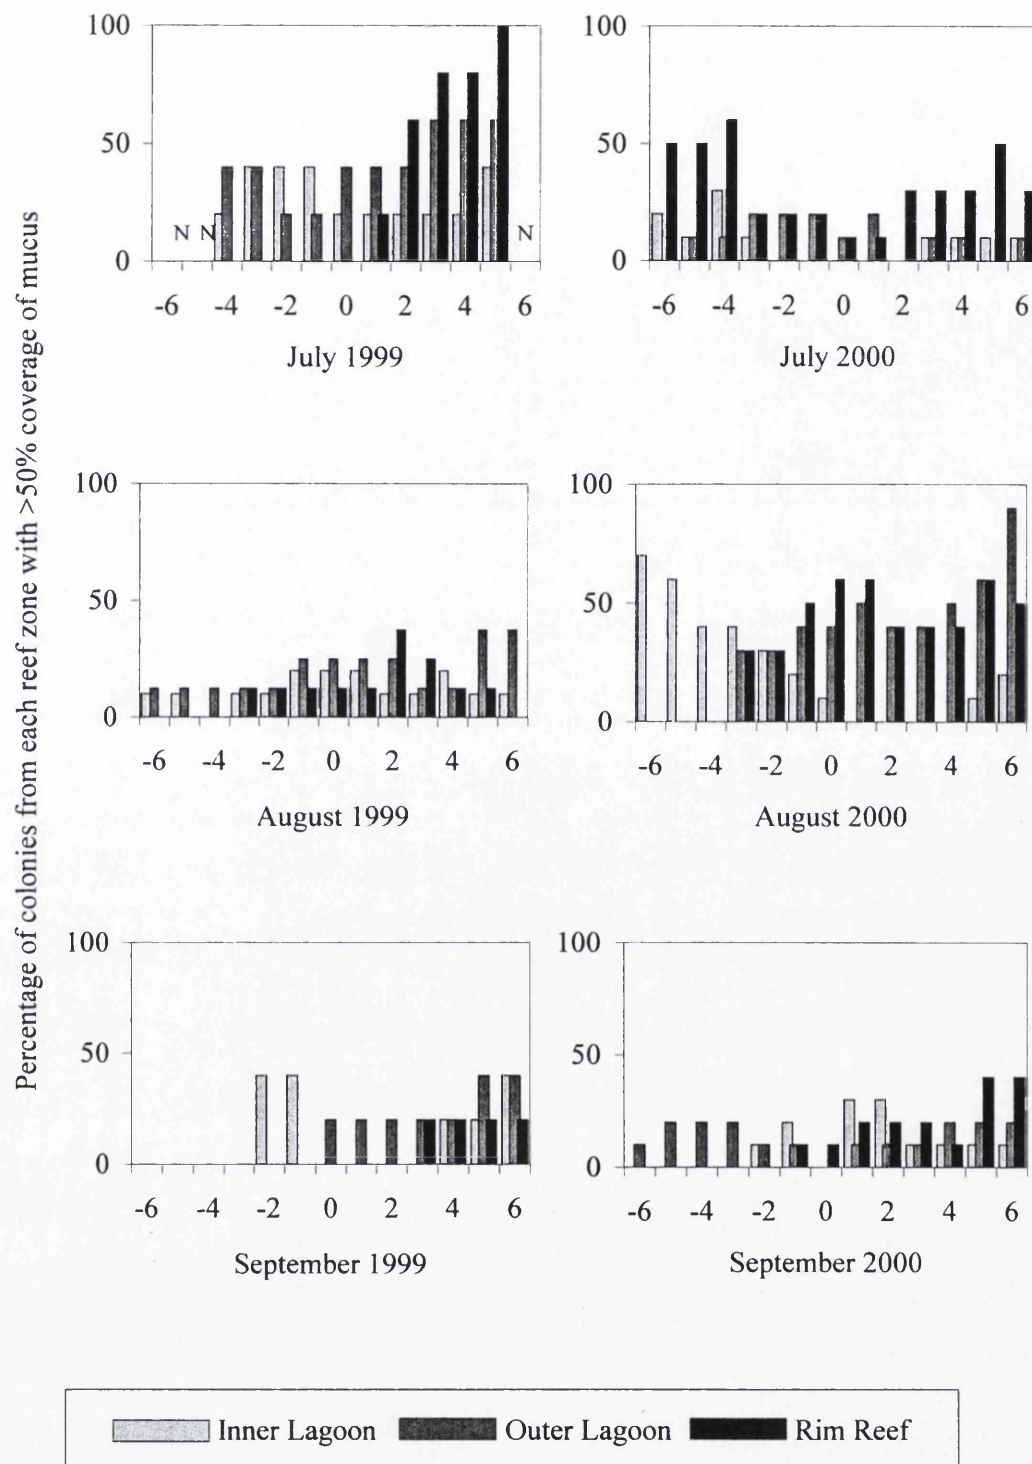 Percentage of colonies from each reef zone with >50% coverage of mucus
100
50
0
N N N
-6 -4 -2 0 2 4 6
July 1999
100
50
0
-6 -4 -2 0 2 4 6
July 2000
100
50
0
-6 -4 -2 0 2 4 6
August 1999
100
50
0
-6 -4 -2 0 2 4 6
August 2000
100
50
0
-6 -4 -2 0 2 4 6
September 1999
100
50
0
-6 -4 -2 0 2 4 6
September 2000
Inner Lagoon Outer Lagoon Rim Reef